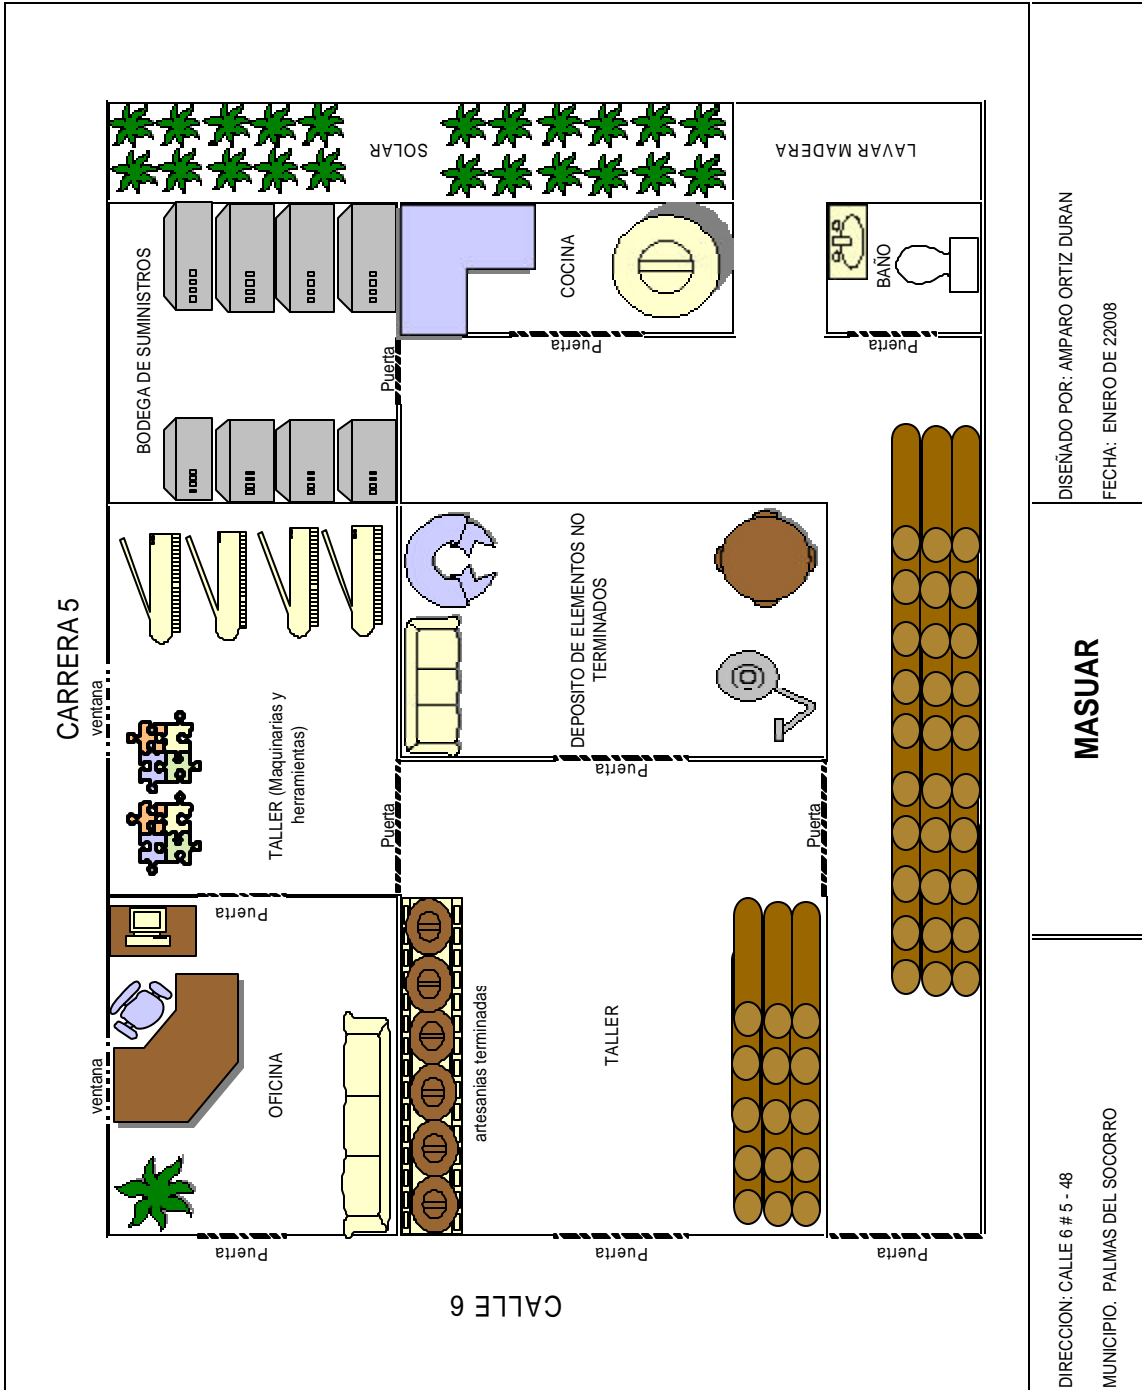 CARRERA 5
ventana
ventana
SOLAR
LAVAR MADERA
BODEGA DE SUMINISTROS
COCINA
BAÑO
Puerta
Puerta
Puerta
TALLER (Maquinarias y
herramientas)
DEPOSITO DE ELEMENTOS NO
TERMINADOS
Puerta
Puerta
Puerta
Puerta
OFICINA
artesanias terminadas
TALLER
Puerta
Puerta
Puerta
CALLE 6
DIRECCION: CALLE 6 # 5 - 48
MUNICIPIO. PALMAS DEL SOCORRO
MASUAR
DISEÑADO POR: AMPARO ORTIZ DURAN
FECHA: ENERO DE 22008